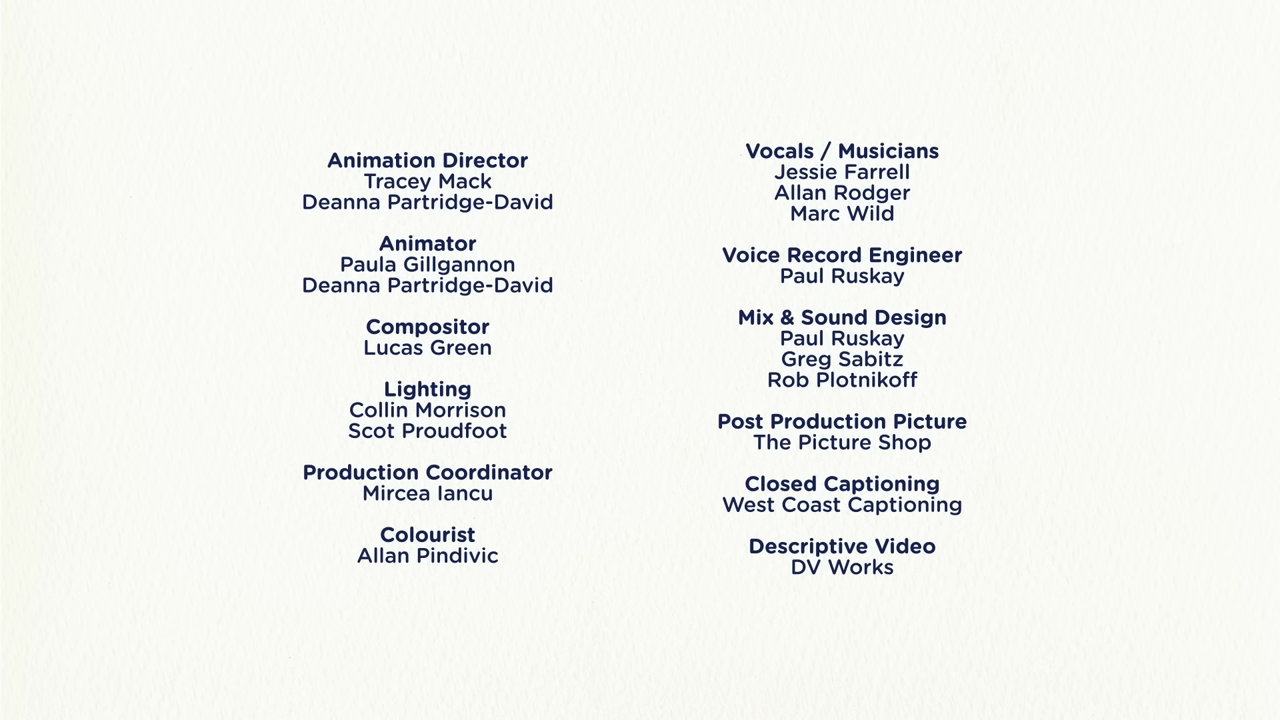 Animation Director
Tracey Mack
Deanna Partridge-David
Animator
Paula Gillgannon
Deanna Partridge-David
Compositor
Lucas Green
Lighting
Collin Morrison
Scot Proudfoot
Production Coordinator
Mircea Iancu
Colourist
Allan Pindivic
Vocals / Musicians
Jessie Farrell
Allan Rodger
Marc Wild
Voice Record Engineer
Paul Ruskay
Mix & Sound Design
Paul Ruskay
Greg Sabitz
Rob Plotnikoff
Post Production Picture
The Picture Shop
Closed Captioning
West Coast Captioning
Descriptive Video
DV Works